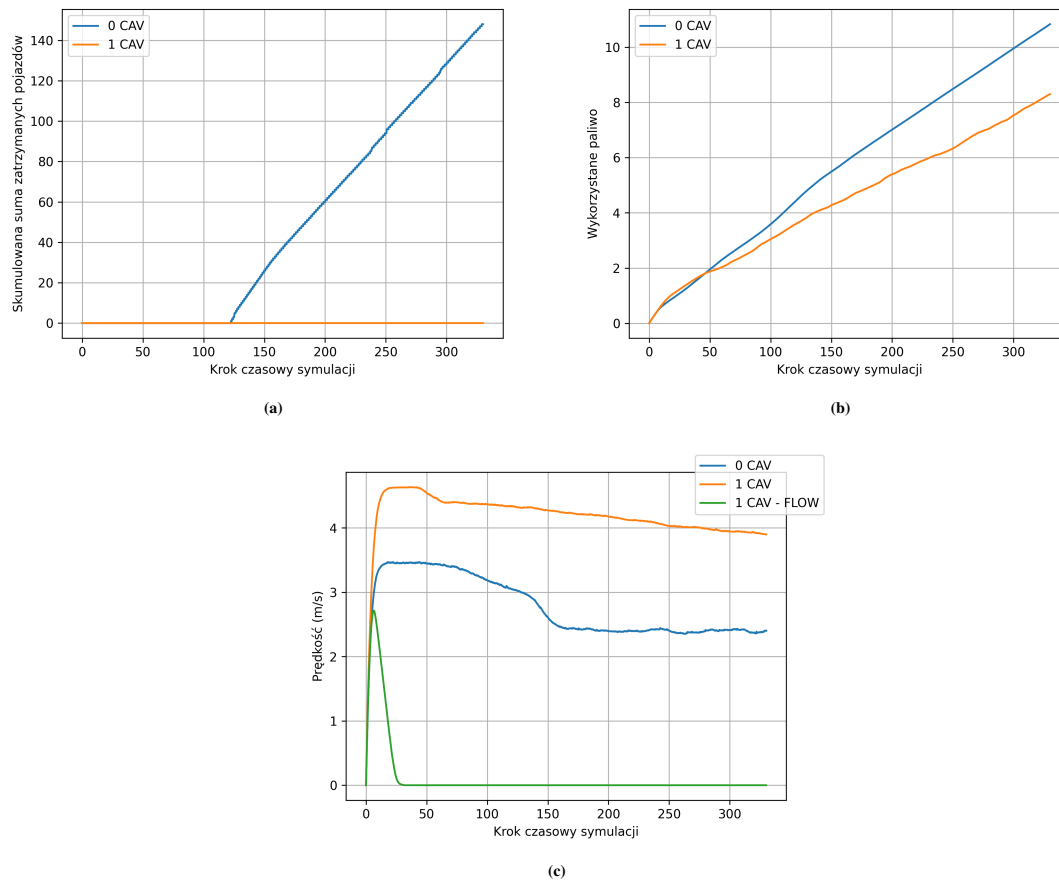 0 CAV
1 CAV
Skumulowana suma zatrzymanych pojazdów
140
120
100
80
60
40
20
0
0 50 100 150 200 250 300
Krok czasowy symulacji
(a)
0 CAV
1 CAV
Wykorzystane paliwo
10
8
6
4
2
0
0 50 100 150 200 250 300
Krok czasowy symulacji
(b)
0 CAV
1 CAV
1 CAV - FLOW
Prędkość (m/s)
4
3
2
1
0
0 50 100 150 200 250 300
Krok czasowy symulacji
(c)